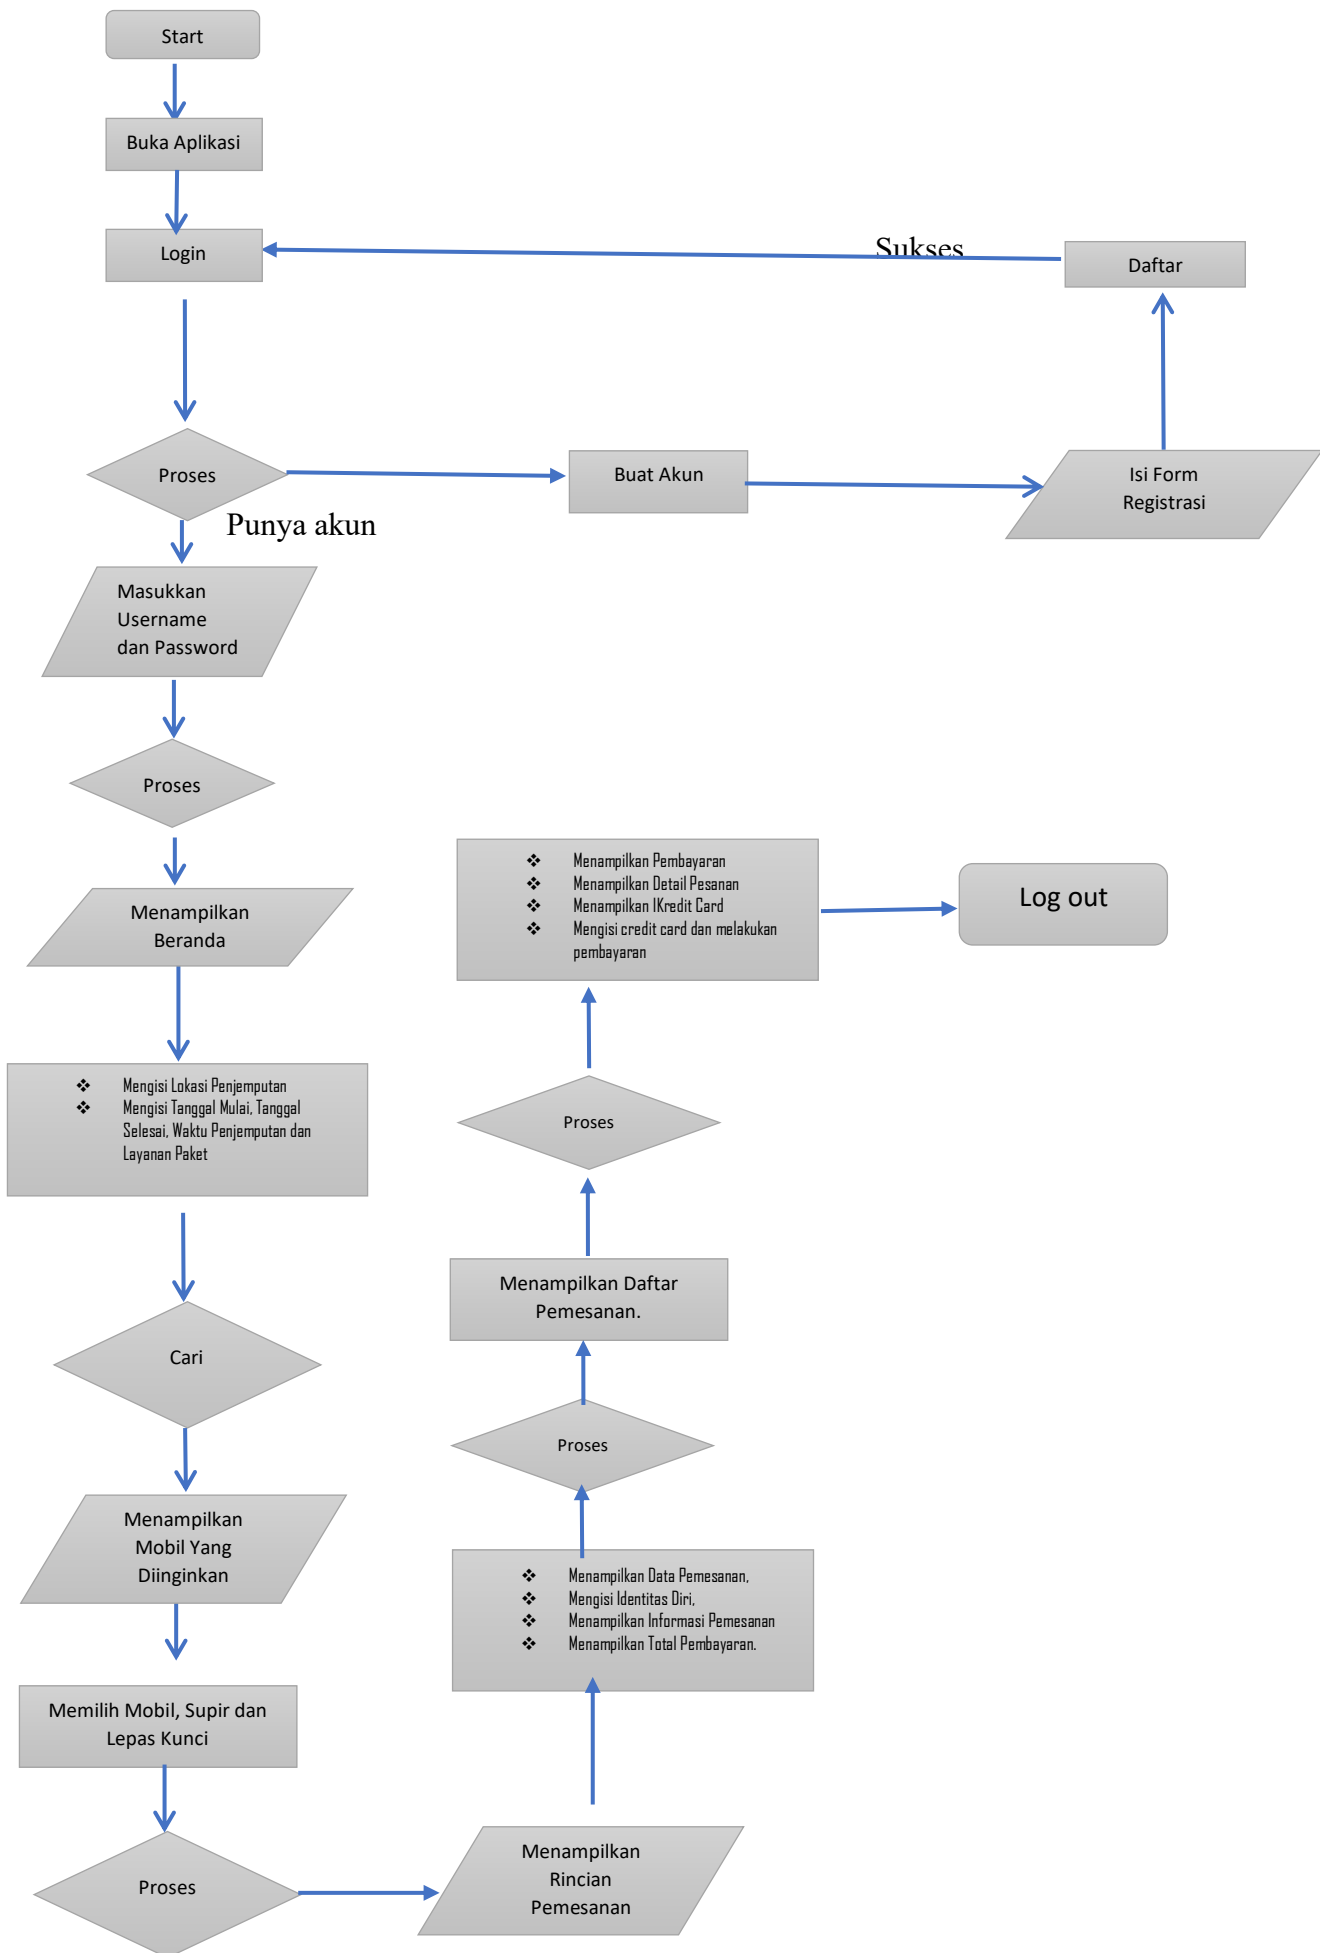 Start
Buka Aplikasi
Login
Sukses
Daftar
Proses
Buat Akun
Isi Form
Registrasi
Punya akun
Masukkan
Username
dan Password
Proses
Menampilkan
Beranda
❖ Mengisi Lokasi Penjemputan
❖ Mengisi Tanggal Mulai, Tanggal
Selesai, Waktu Penjemputan dan
Layanan Paket
Cari
Menampilkan
Mobil Yang
Diinginkan
Memilih Mobil, Supir dan
Lepas Kunci
Proses
Menampilkan
Rincian
Pemesanan
❖ Menampilkan Data Pemesanan,
❖ Mengisi Identitas Diri,
❖ Menampilkan Informasi Pemesanan
❖ Menampilkan Total Pembayaran.
Proses
Menampilkan Daftar
Pemesanan.
Proses
❖ Menampilkan Pembayaran
❖ Menampilkan Detail Pesanan
❖ Menampilkan IKredit Card
❖ Mengisi credit card dan melakukan
pembayaran
Log out